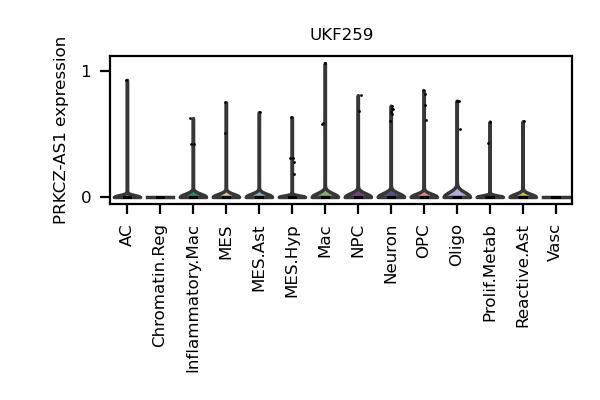 UKF259
PRKCZ-AS1 expression
1
0
AC
Chromatin.Reg
Inflammatory.Mac
MES
MES.Ast
MES.Hyp
Mac
NPC
Neuron
OPC
Oligo
Prolif.Metab
Reactive.Ast
Vasc